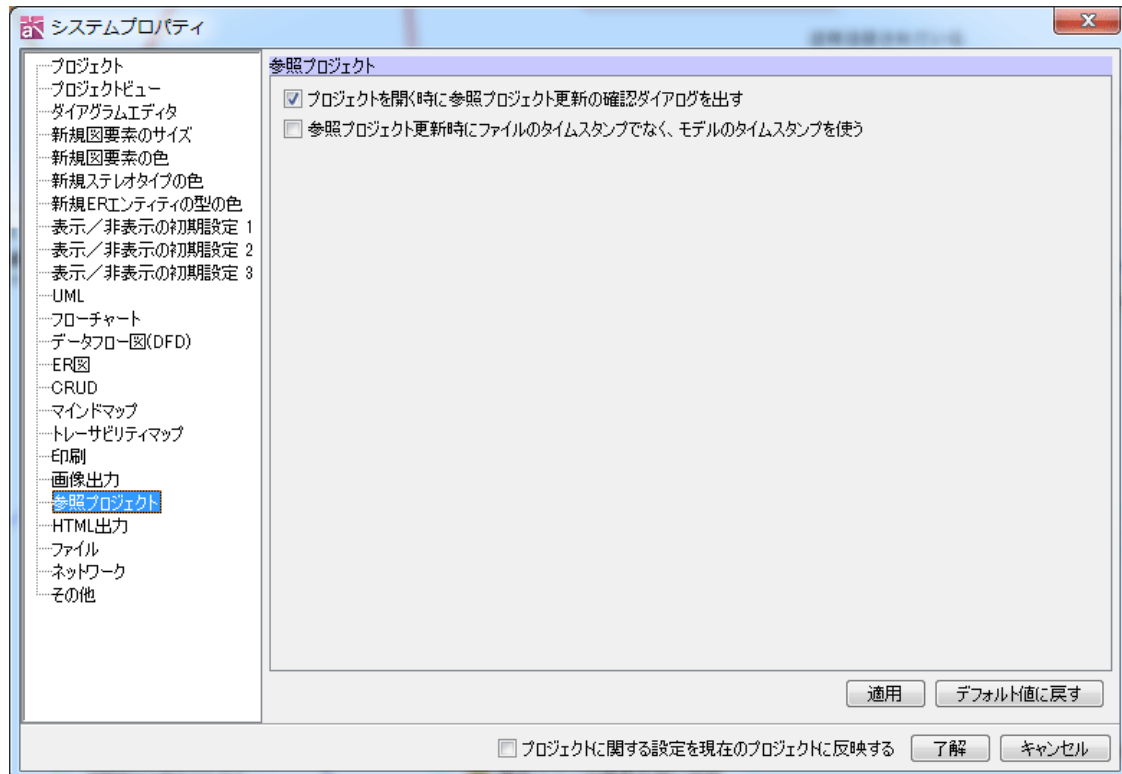 システムプロパティ
プロジェクト
プロジェクトビュー
ダイアグラムエディタ
新規図要素のサイズ
新規図要素の色
新規ステレオタイプの色
新規ERエンティティの型の色
表示／非表示の初期設定 1
表示／非表示の初期設定 2
表示／非表示の初期設定 3
UML
フローチャート
データフロー図(DFD)
ER図
CRUD
マインドマップ
トレーサビリティマップ
印刷
画像出力
参照プロジェクト
HTML出力
ファイル
ネットワーク
その他
参照プロジェクト
プロジェクトを開く時に参照プロジェクト更新の確認ダイアログを出す
参照プロジェクト更新時にファイルのタイムスタンプでなく、モデルのタイムスタンプを使う
適用 デフォルト値に戻す
プロジェクトに関する設定を現在のプロジェクトに反映する 了解 キャンセル